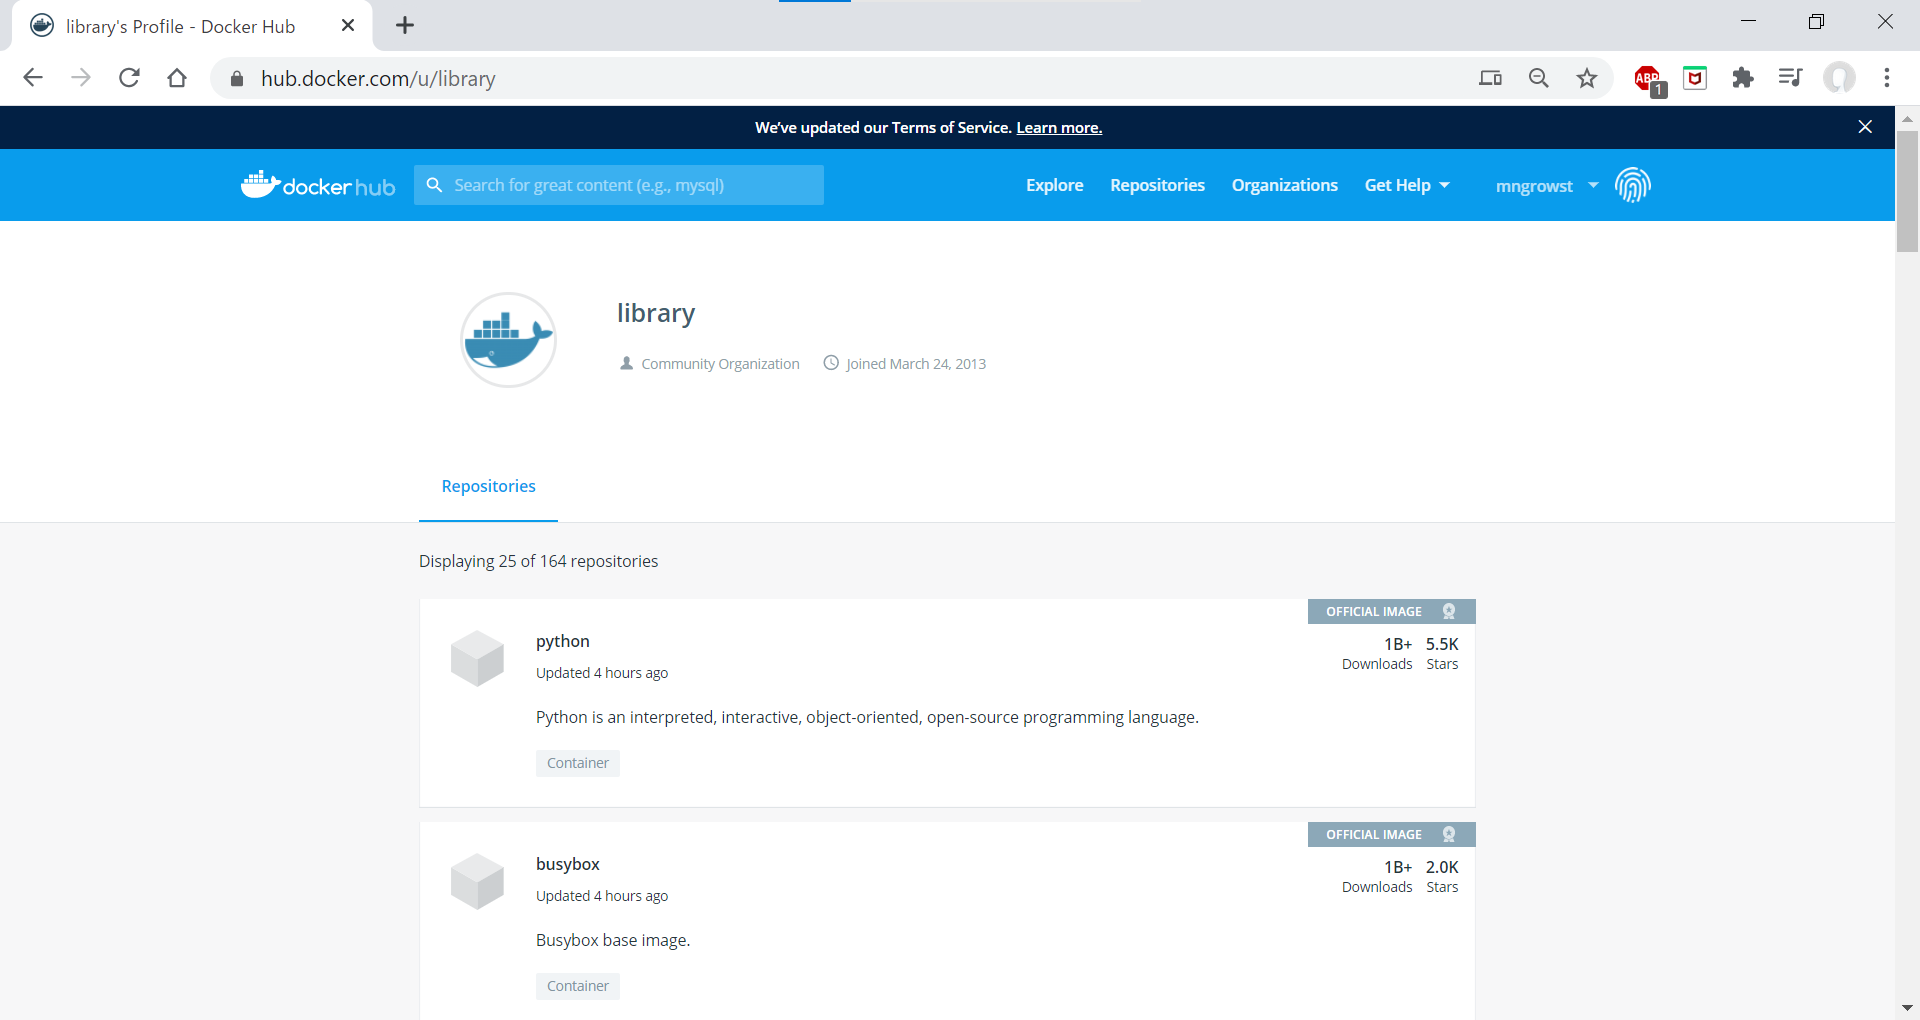 library's Profile - Docker Hub
hub.docker.com/u/library
ABP
1
We've updated our Terms of Service. Learn more.
docker hub
Search for great content (e.g., mysql)
Explore
Repositories
Organizations
Get Help
mngrowst
library
Community Organization
Joined March 24, 2013
Repositories
Displaying 25 of 164 repositories
OFFICIAL IMAGE
python
1B+ 5.5K
Downloads Stars
Updated 4 hours ago
Python is an interpreted, interactive, object-oriented, open-source programming language.
Container
OFFICIAL IMAGE
busybox
1B+ 2.0K
Downloads Stars
Updated 4 hours ago
Busybox base image.
Container